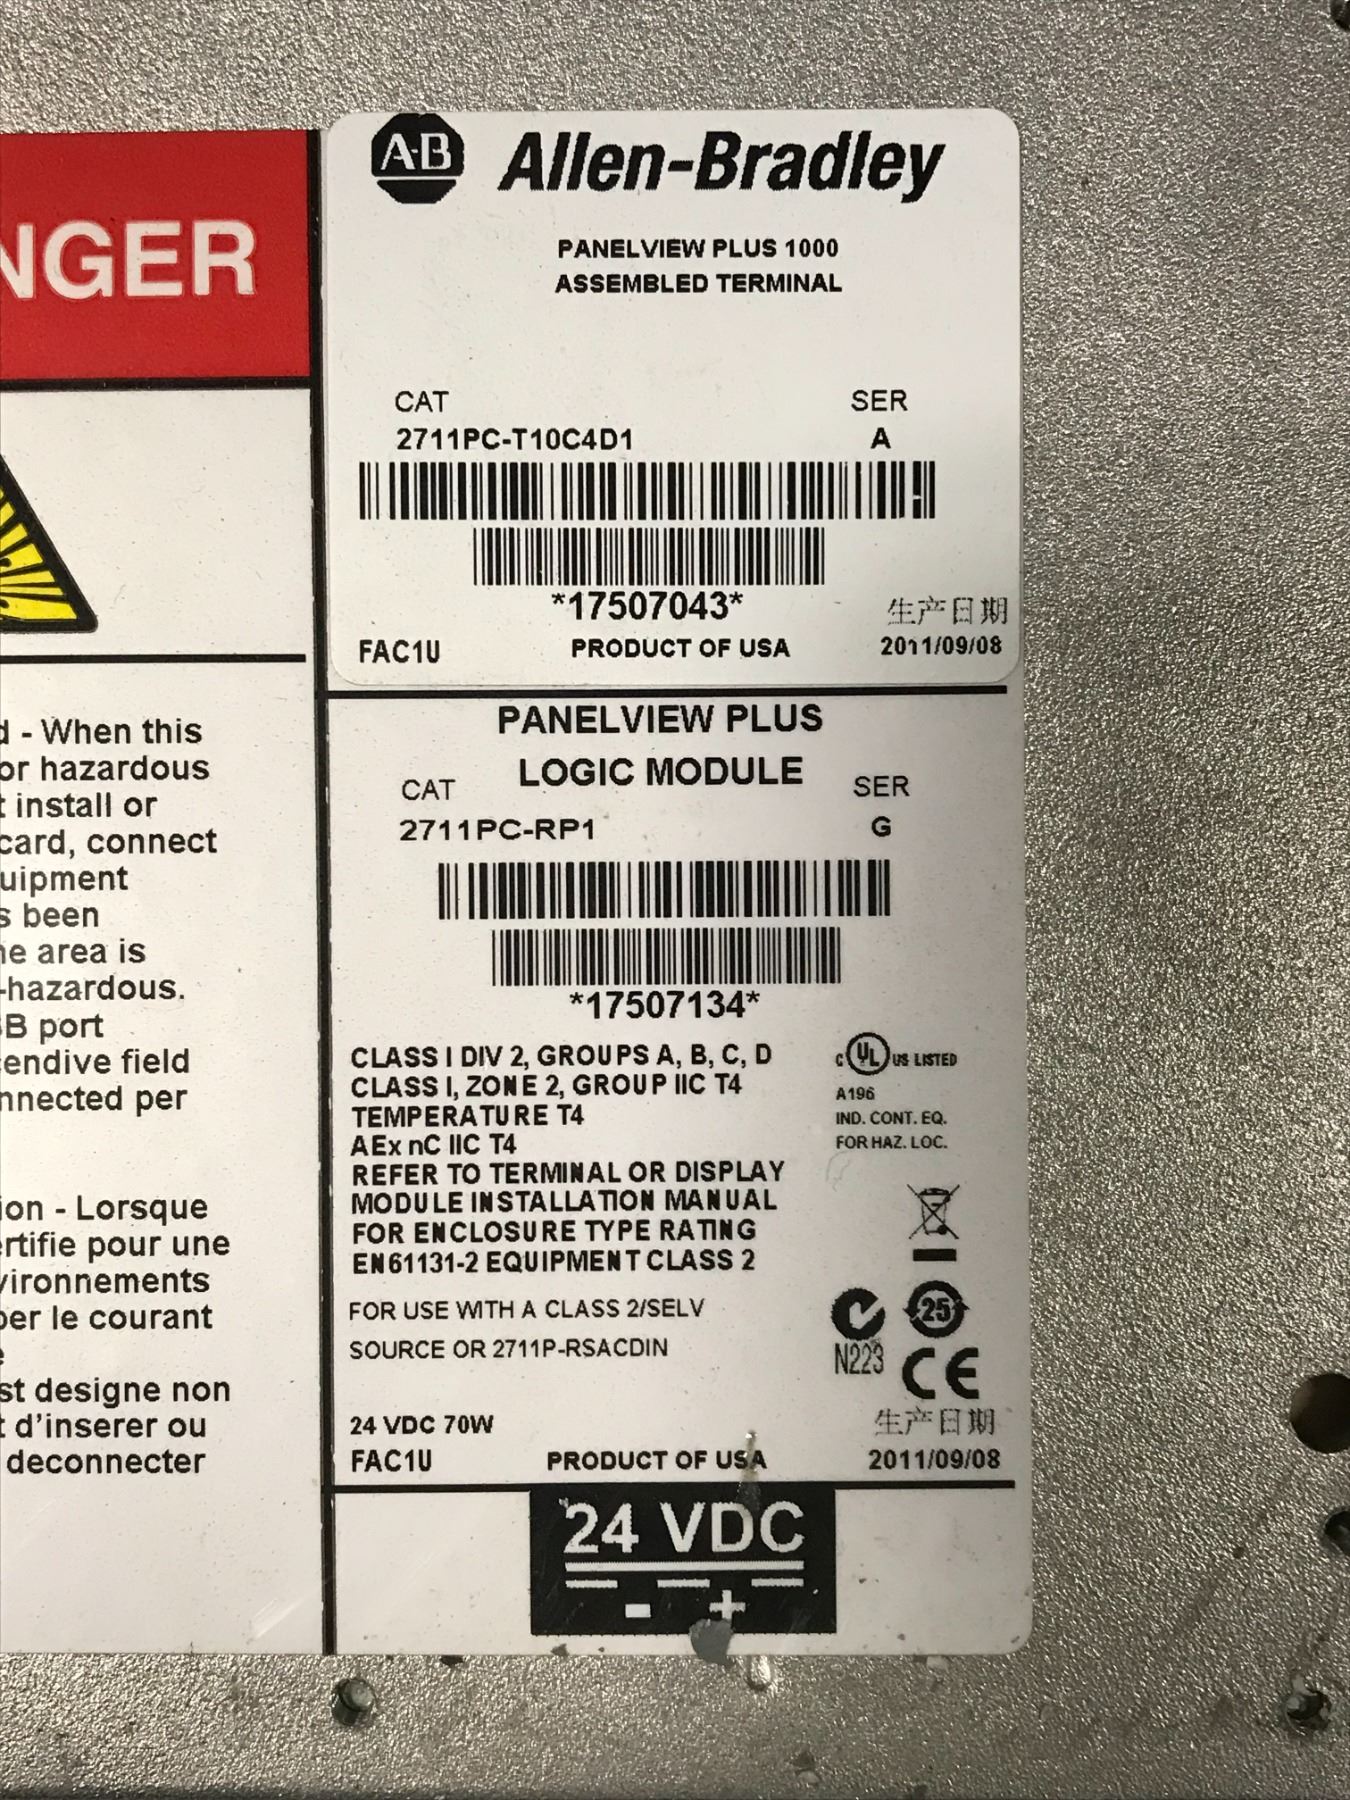 NGER
- When this
or hazardous
install or
card, connect
uipment
s been
area is
-hazardous.
B port
endive field
nnected per
ion - Lorsque
rtifie pour une
vironnements
per le courant
st designe non
d'inserer ou
deconnecter
A-B Allen-Bradley
PANELVIEW PLUS 1000
ASSEMBLED TERMINAL
CAT SER
2711PC-T10C4D1 A
*17507043*
生产日期
FAC1U PRODUCT OF USA 2011/09/08
PANELVIEW PLUS
LOGIC MODULE
CAT SER
2711PC-RP1 G
*17507134*
CLASS I DIV 2, GROUPS A, B, C, D
CLASS I, ZONE 2, GROUP IIC T4
TEMPERATURE T4
AEx nC IIC T4
REFER TO TERMINAL OR DISPLAY
MODULE INSTALLATION MANUAL
FOR ENCLOSURE TYPE RATING
EN61131-2 EQUIPMENT CLASS 2
C UL US LISTED
A196
IND. CONT. EQ.
FOR HAZ. LOC.
FOR USE WITH A CLASS 2/SELV
SOURCE OR 2711P-RSACDIN
25
N223
CE
24 VDC 70W
生产日期
FAC1U PRODUCT OF USA 2011/09/08
24 VDC
- +